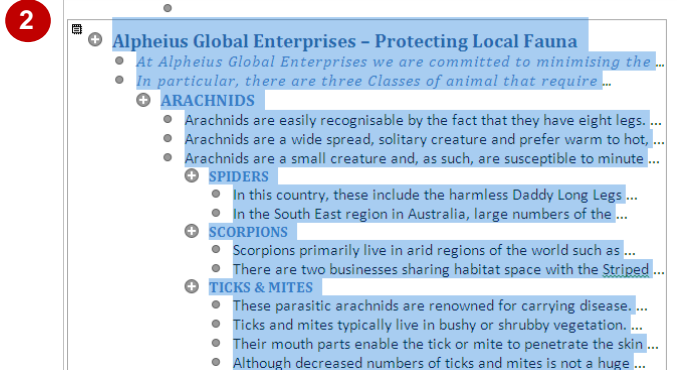 2
Alpheius Global Enterprises – Protecting Local Fauna
At Alpheius Global Enterprises we are committed to minimising the ...
In particular, there are three Classes of animal that require ...
ARACHNIDS
Arachnids are easily recognisable by the fact that they have eight legs. ...
Arachnids are a wide spread, solitary creature and prefer warm to hot, ...
Arachnids are a small creature and, as such, are susceptible to minute ...
SPIDERS
In this country, these include the harmless Daddy Long Legs ...
In the South East region in Australia, large numbers of the ...
SCORPIONS
Scorpions primarily live in arid regions of the world such as ...
There are two businesses sharing habitat space with the Striped ...
TICKS & MITES
These parasitic arachnids are renowned for carrying disease. ...
Ticks and mites typically live in bushy or shrubby vegetation. ...
Their mouth parts enable the tick or mite to penetrate the skin ...
Although decreased numbers of ticks and mites is not a huge ...